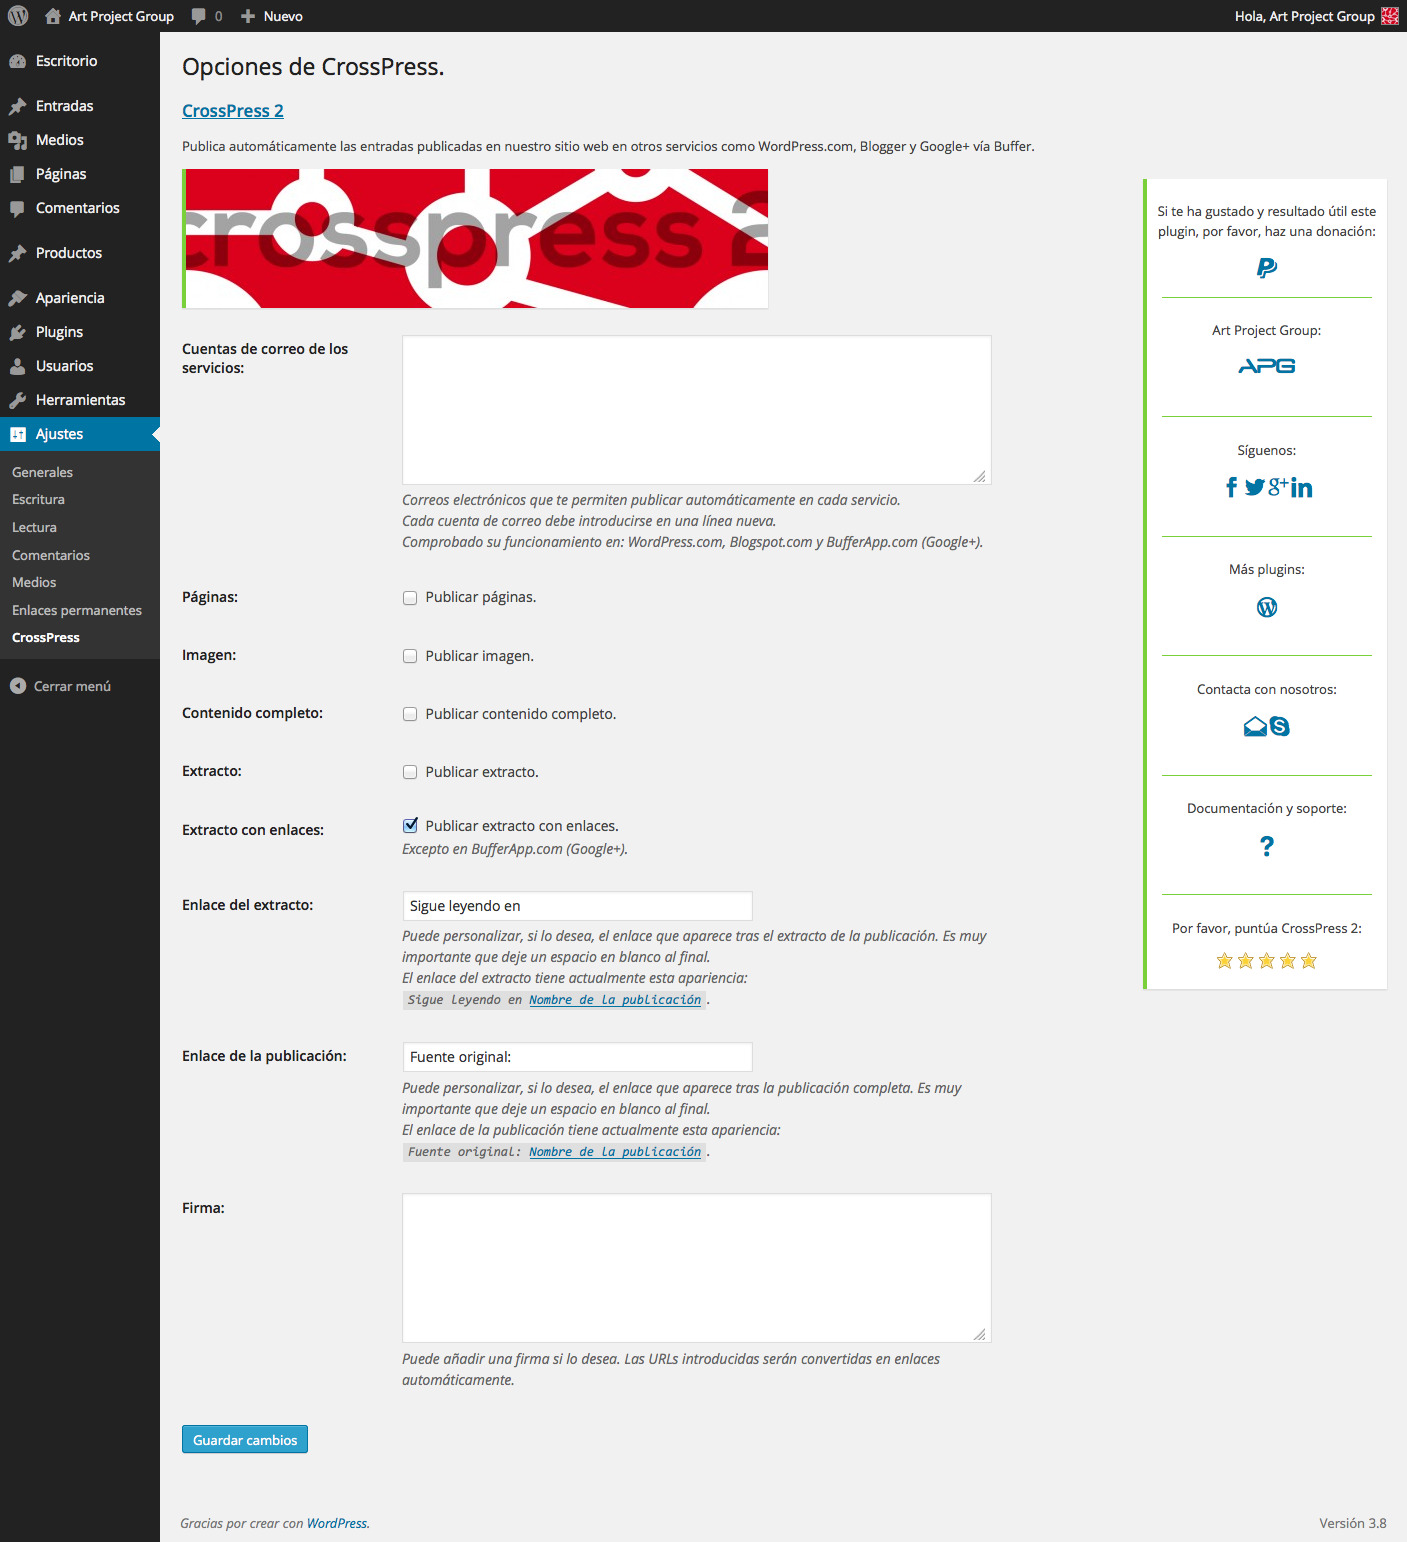 Art Project Group
0
Nuevo
Hola, Art Project Group
Escritorio
Entradas
Medios
Páginas
Comentarios
Productos
Apariencia
Plugins
Usuarios
Herramientas
Ajustes
Generales
Escritura
Lectura
Comentarios
Medios
Enlaces permanentes
CrossPress
Cerrar menú
Opciones de CrossPress.
CrossPress 2
Publica automáticamente las entradas publicadas en nuestro sitio web en otros servicios como WordPress.com, Blogger y Google+ vía Buffer.
crosspress 2
Cuentas de correo de los
servicios:
Correos electrónicos que te permiten publicar automáticamente en cada servicio.
Cada cuenta de correo debe introducirse en una línea nueva.
Comprobado su funcionamiento en: WordPress.com, Blogspot.com y BufferApp.com (Google+).
Páginas:
Publicar páginas.
Imagen:
Publicar imagen.
Contenido completo:
Publicar contenido completo.
Extracto:
Publicar extracto.
Extracto con enlaces:
Publicar extracto con enlaces.
Excepto en BufferApp.com (Google+).
Enlace del extracto:
Sigue leyendo en
Puede personalizar, si lo desea, el enlace que aparece tras el extracto de la publicación. Es muy
importante que deje un espacio en blanco al final.
El enlace del extracto tiene actualmente esta apariencia:
Sigue leyendo en Nombre de la publicación.
Enlace de la publicación:
Fuente original:
Puede personalizar, si lo desea, el enlace que aparece tras la publicación completa. Es muy
importante que deje un espacio en blanco al final.
El enlace de la publicación tiene actualmente esta apariencia:
Fuente original: Nombre de la publicación.
Firma:
Puede añadir una firma si lo desea. Las URLs introducidas serán convertidas en enlaces
automáticamente.
Guardar cambios
Si te ha gustado y resultado útil este
plugin, por favor, haz una donación:
Art Project Group:
APG
Síguenos:
Más plugins:
Contacta con nosotros:
Documentación y soporte:
?
Por favor, puntúa CrossPress 2:
Gracias por crear con WordPress.
Versión 3.8